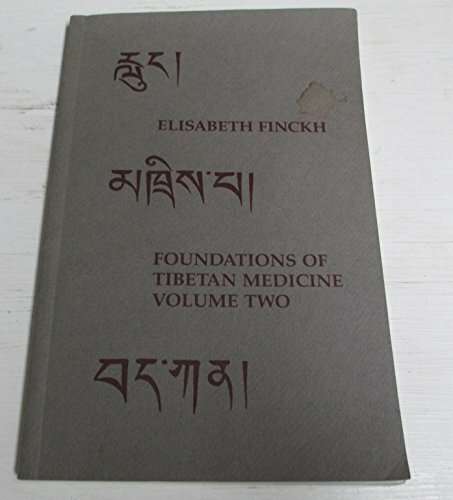 རླུང།
ELISABETH FINCKH
མཁྲིས་པ།
FOUNDATIONS OF
TIBETAN MEDICINE
VOLUME TWO
བད་ཀན།